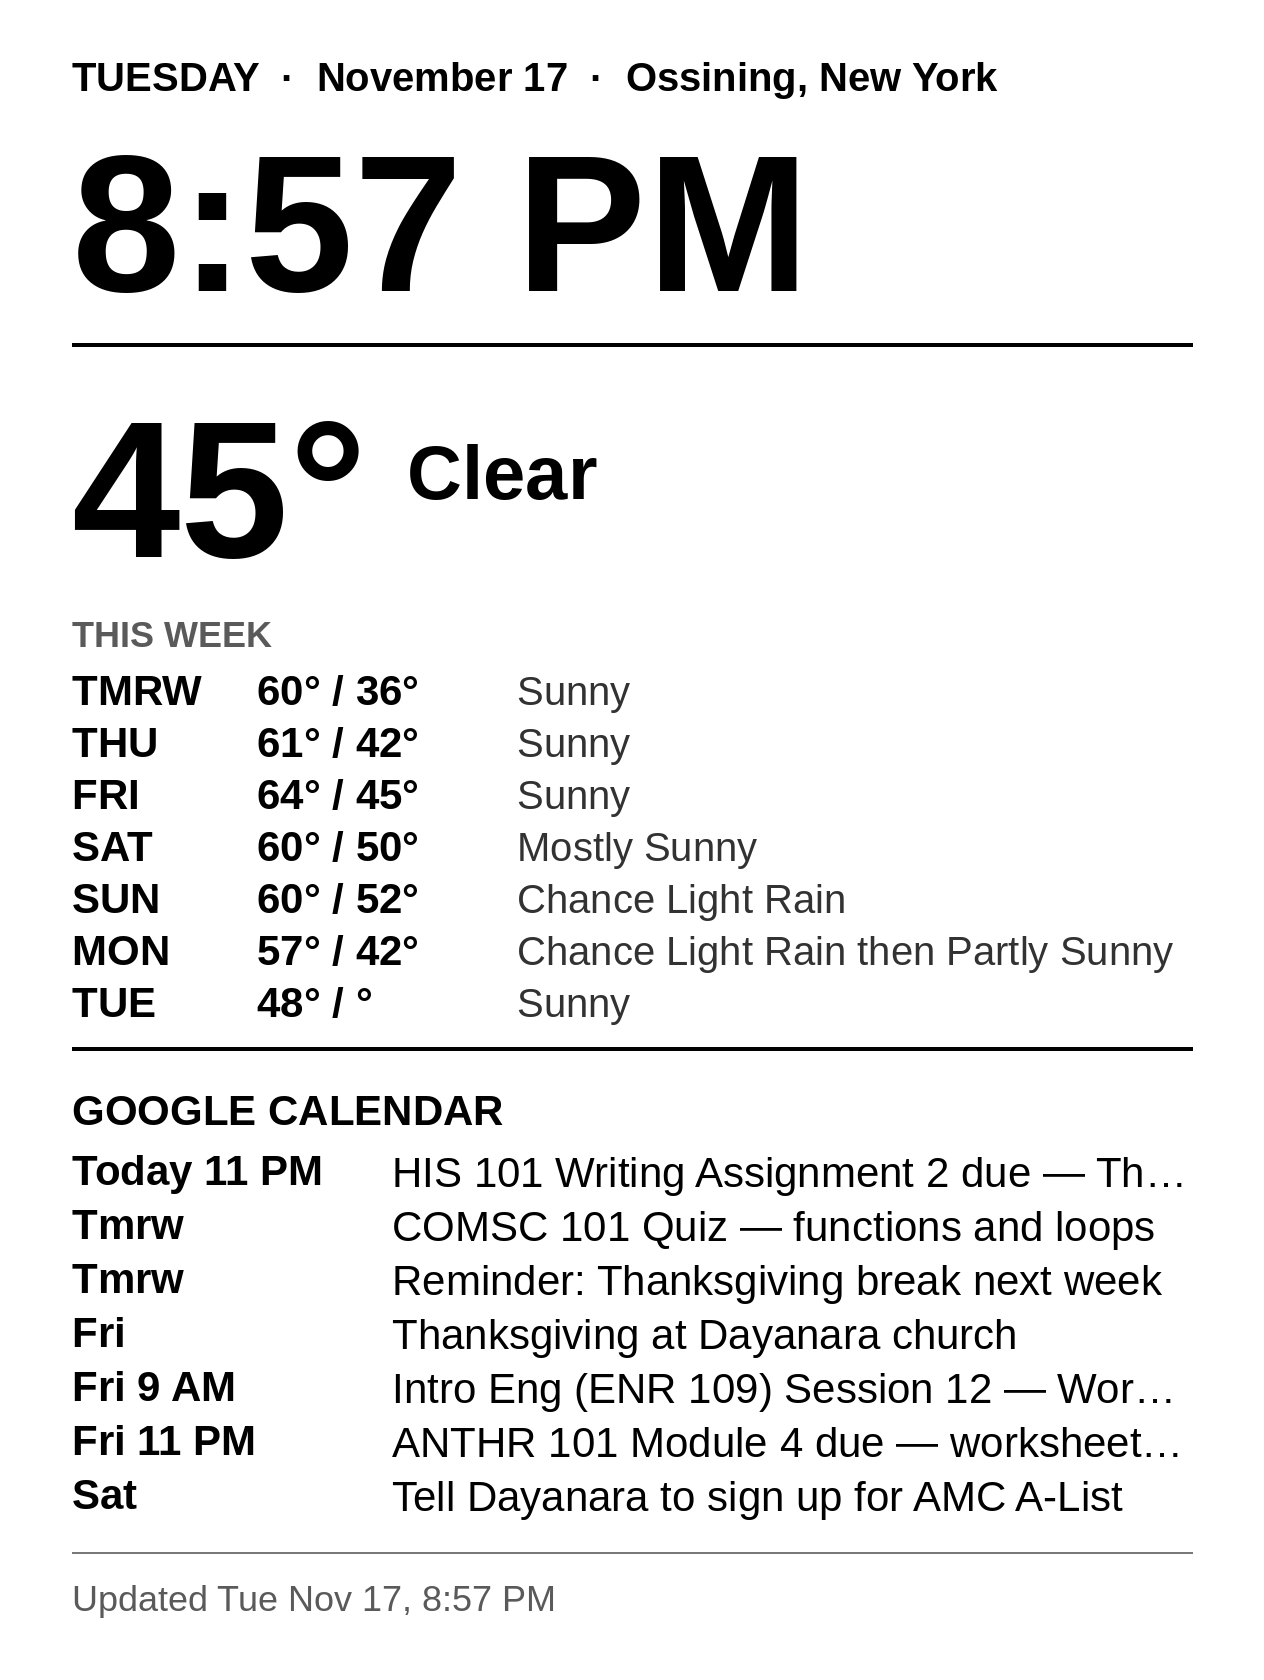 TUESDAY · November 17 · Ossining, New York
8:57 PM
45° Clear
THIS WEEK
TMRW 60° / 36° Sunny
THU 61° / 42° Sunny
FRI 64° / 45° Sunny
SAT 60° / 50° Mostly Sunny
SUN 60° / 52° Chance Light Rain
MON 57° / 42° Chance Light Rain then Partly Sunny
TUE 48° / ° Sunny
GOOGLE CALENDAR
Today 11 PM HIS 101 Writing Assignment 2 due — Th…
Tmrw COMSC 101 Quiz — functions and loops
Tmrw Reminder: Thanksgiving break next week
Fri Thanksgiving at Dayanara church
Fri 9 AM Intro Eng (ENR 109) Session 12 — Wor…
Fri 11 PM ANTHR 101 Module 4 due — worksheet…
Sat Tell Dayanara to sign up for AMC A-List
Updated Tue Nov 17, 8:57 PM